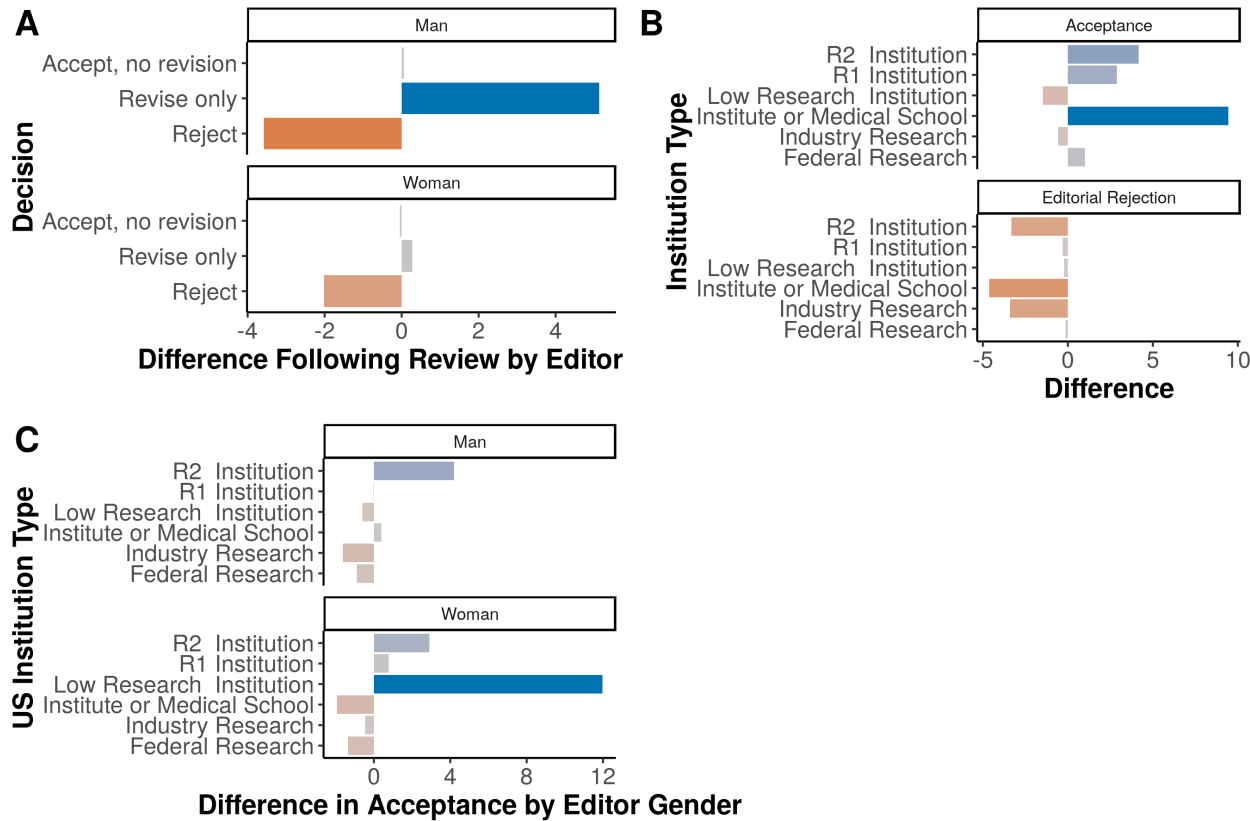 A
Man
Accept, no revision
Revise only
Reject
Woman
Accept, no revision
Revise only
Reject
-4 -2 0 2 4
Decision
Difference Following Review by Editor
B
Acceptance
R2 Institution
R1 Institution
Low Research Institution
Institute or Medical School
Industry Research
Federal Research
Editorial Rejection
R2 Institution
R1 Institution
Low Research Institution
Institute or Medical School
Industry Research
Federal Research
-5 0 5 10
Institution Type
Difference
C
Man
R2 Institution
R1 Institution
Low Research Institution
Institute or Medical School
Industry Research
Federal Research
Woman
R2 Institution
R1 Institution
Low Research Institution
Institute or Medical School
Industry Research
Federal Research
0 4 8 12
US Institution Type
Difference in Acceptance by Editor Gender